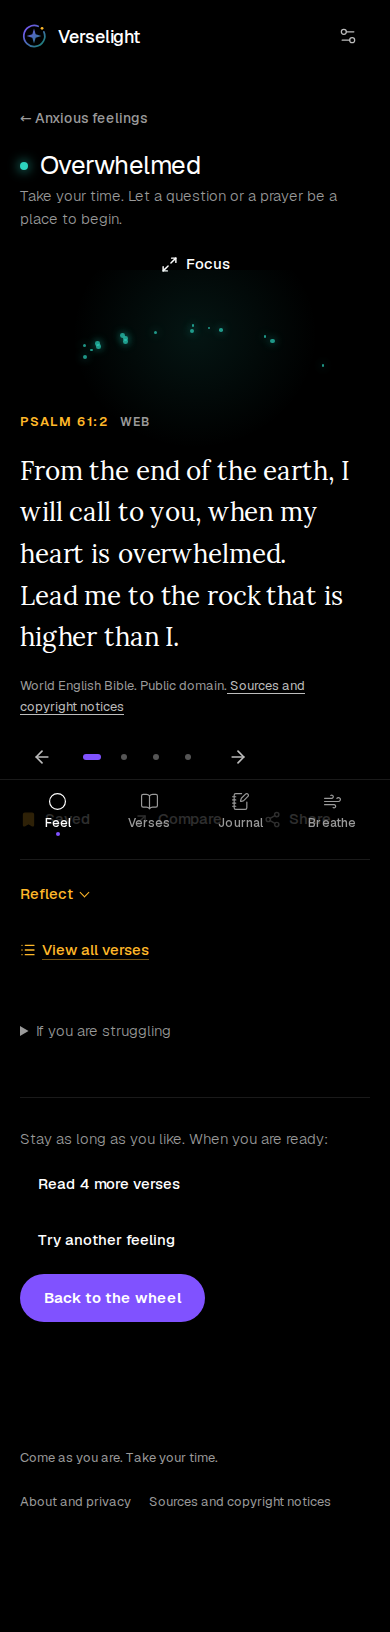 Verselight
← Anxious feelings
Overwhelmed
Take your time. Let a question or a prayer be a
place to begin.
Focus
PSALM 61:2 WEB
From the end of the earth, I
will call to you, when my
heart is overwhelmed.
Lead me to the rock that is
higher than I.
World English Bible. Public domain. Sources and
copyright notices
Saved Compare Share
Feel Verses Journal Breathe
Reflect
View all verses
If you are struggling
Stay as long as you like. When you are ready:
Read 4 more verses
Try another feeling
Back to the wheel
Come as you are. Take your time.
About and privacy Sources and copyright notices